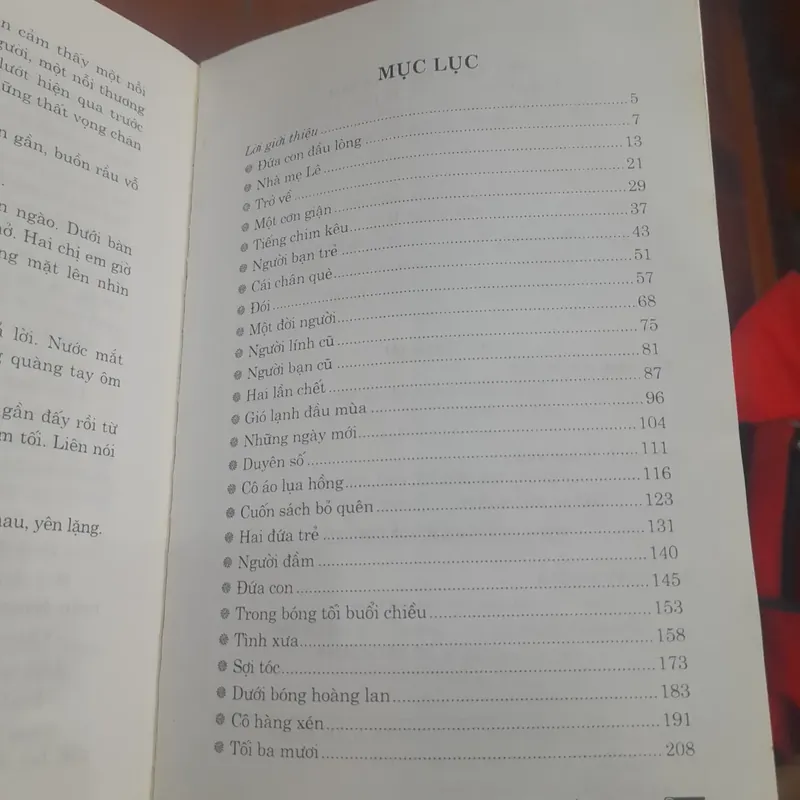 n cảm thấy một nỗi
gười, một nỗi thương
lướt hiện qua trước
ững thất vọng chán
n gần, buồn rầu vỗ
n ngào. Dưới bàn
ở. Hai chị em giờ
ng mặt lên nhìn
lời. Nước mắt
g quàng tay ôm
gần đấy rồi từ
m tối. Liên nói
au, yên lặng.
MỤC LỤC
Lời giới thiệu 5
Đứa con đầu lòng 7
Nhà mẹ Lê 13
Trở về 21
Một cơn giận 29
Tiếng chim kêu 37
Người bạn trẻ 43
Cái chân què 51
Đói 57
Một đời người 68
Người lính cũ 75
Người bạn cũ 81
Hai lần chết 87
Gió lạnh đầu mùa 96
Những ngày mới 104
Duyên số 111
Cô áo lụa hồng 116
Cuốn sách bỏ quên 123
Hai đứa trẻ 131
Người đầm 140
Đứa con 145
Trong bóng tối buổi chiều 153
Tình xưa 158
Sợi tóc 173
Dưới bóng hoàng lan 183
Cô hàng xén 191
Tối ba mươi 208